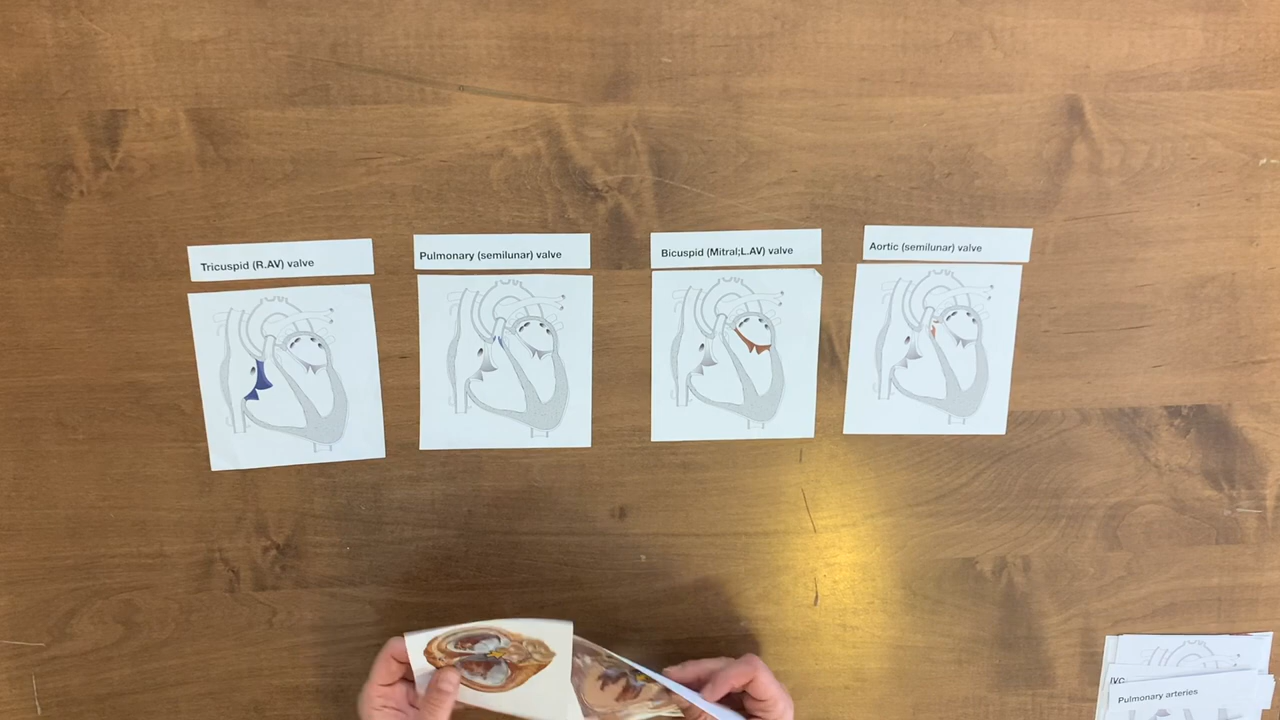 Tricuspid (R.AV) valve
Pulmonary (semilunar) valve
Bicuspid (Mitral;L.AV) valve
Aortic (semilunar) valve
IVC
Pulmonary arteries